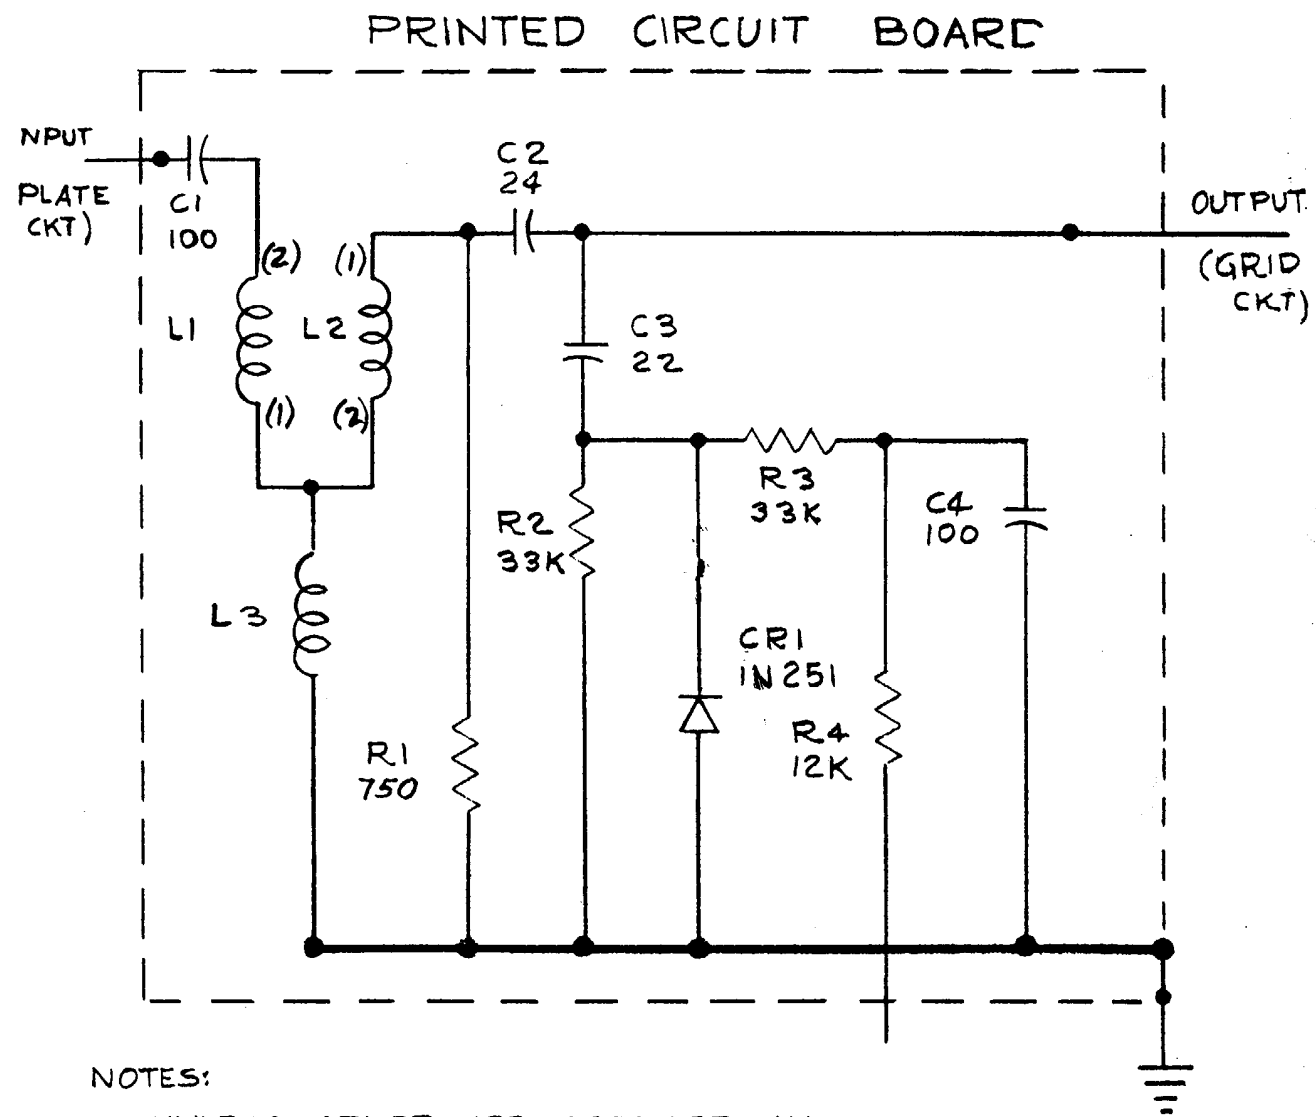 PRINTED CIRCUIT BOARD
NPUT
PLATE
CKT)
C1
100
C2
24
OUTPUT
(GRID
CKT)
(2)
(1)
L1
L2
(1)
(2)
C3
22
R3
33K
C4
100
R2
33K
L3
CR1
1N251
R4
12K
R1
750
NOTES: